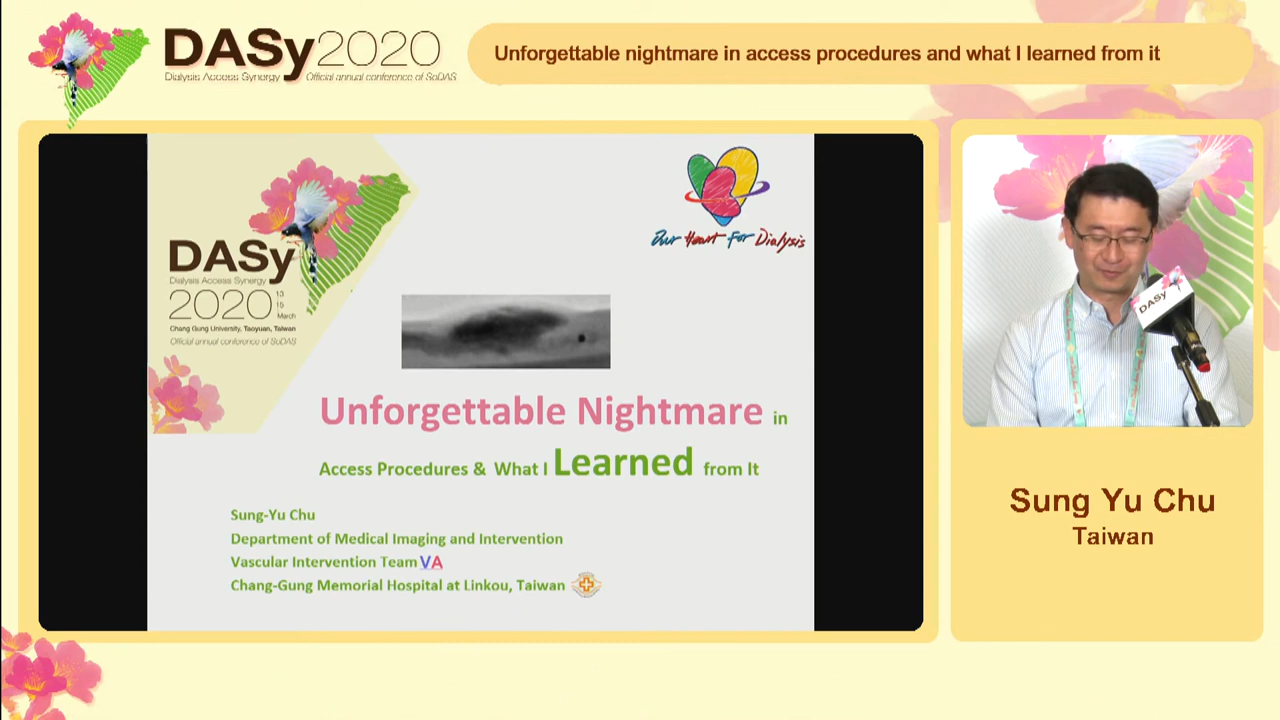 DASy2020
Dialysis Access Synergy Official annual conference of SoDAS
Unforgettable nightmare in access procedures and what I learned from it
Our Heart For Dialysis
DASy
Dialysis Access Synergy
2020 13
15
March
Chang Gung University, Taoyuan, Taiwan
Official annual conference of SoDAS
Unforgettable Nightmare in
Access Procedures & What I Learned from It
Sung-Yu Chu
Department of Medical Imaging and Intervention
Vascular Intervention Team VA
Chang-Gung Memorial Hospital at Linkou, Taiwan
DASy
Sung Yu Chu
Taiwan